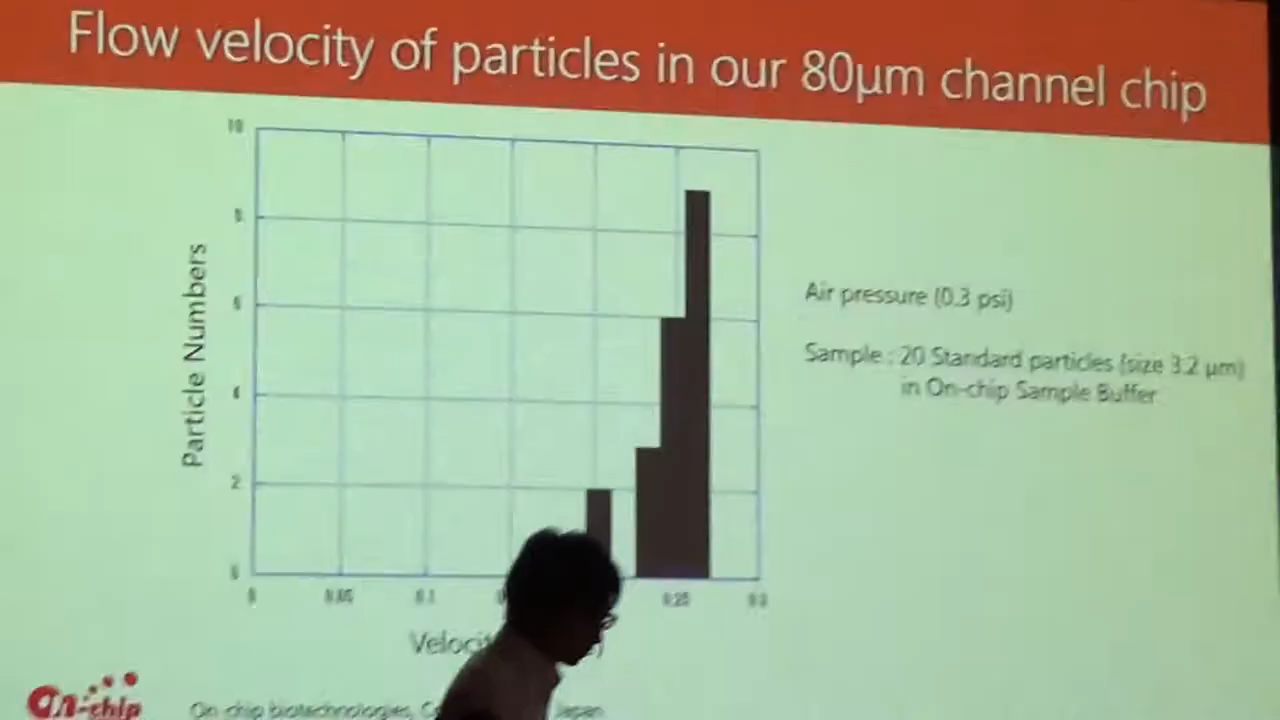 Flow velocity of particles in our 80μm channel chip
10
8
6
4
2
0
Particle Numbers
0 0.05 0.1 0.25 0.3
Air pressure (0.3 psi)
Sample : 20 Standard particles (size 3.2 μm)
in On-chip Sample Buffer
On-chip
On-chip biotechnologies, Japan